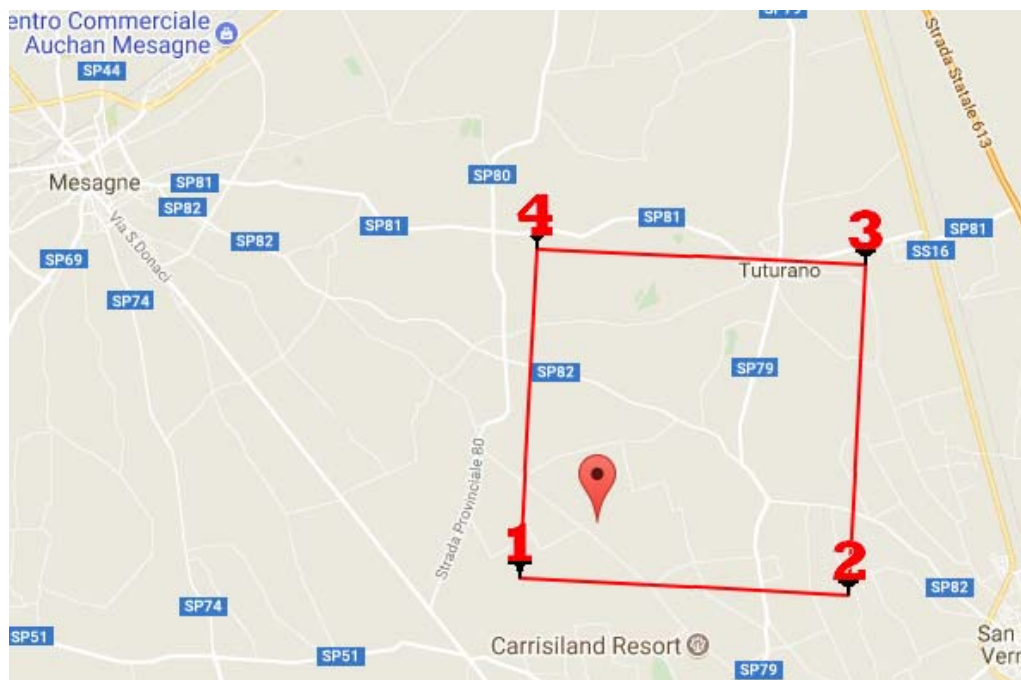 entro Commerciale
Auchan Mesagne
SP79
SP44
Strada Statale 613
SP80
Mesagne
SP81
SP82
4
SP81
3
SP81
SP81
SS16
SP82
Via S.Donaci
SP69
Tuturano
SP74
SP82
SP79
Strada Provinciale 80
1
2
SP82
SP74
SP51
SP51
Carrisiland Resort
San
Verr
SP79